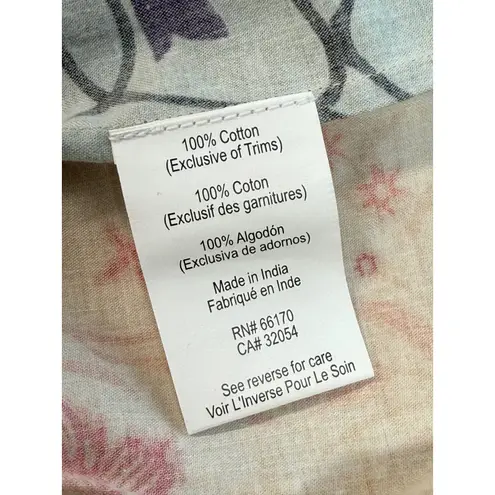 100% Cotton
(Exclusive of Trims)
100% Coton
(Exclusif des garnitures)
100% Algodón
(Exclusiva de adornos)
Made in India
Fabriqué en Inde
RN# 66170
CA# 32054
See reverse for care
Voir L'Inverse Pour Le Soin